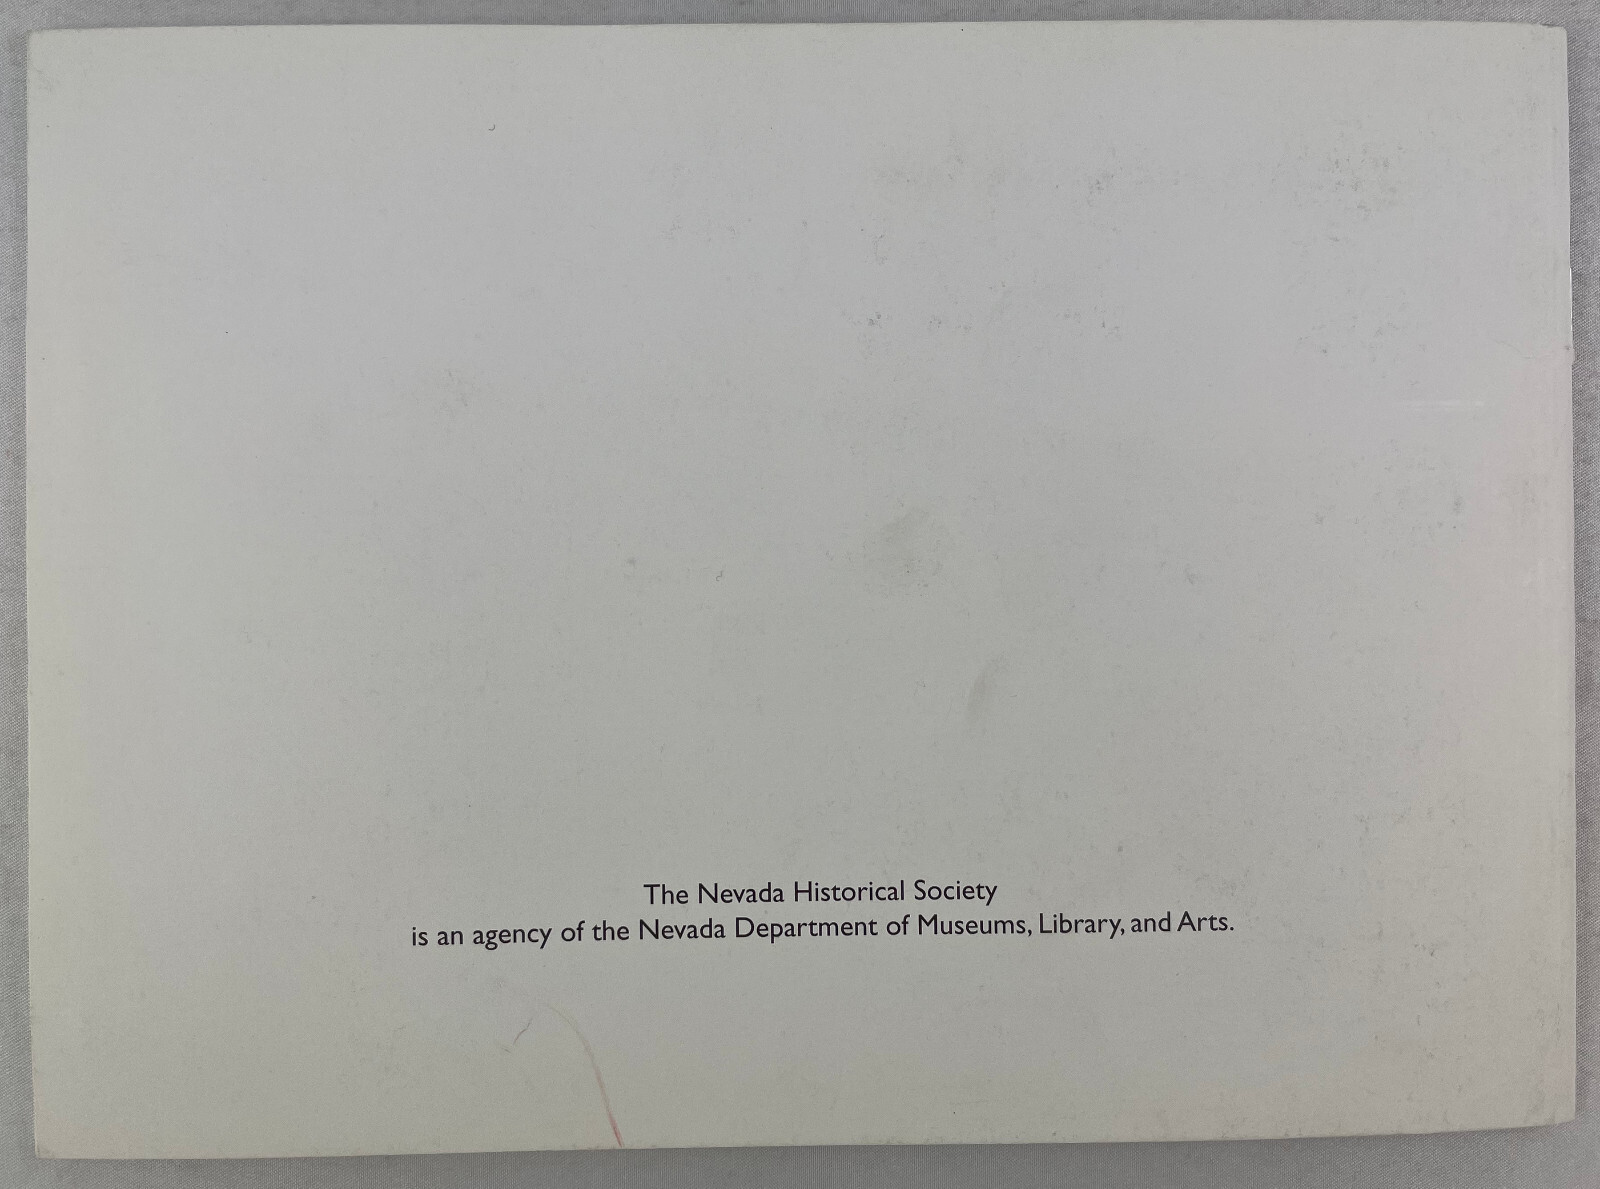 The Nevada Historical Society
is an agency of the Nevada Department of Museums, Library, and Arts.